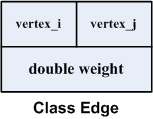 vertex_i vertex_j
double weight
Class Edge